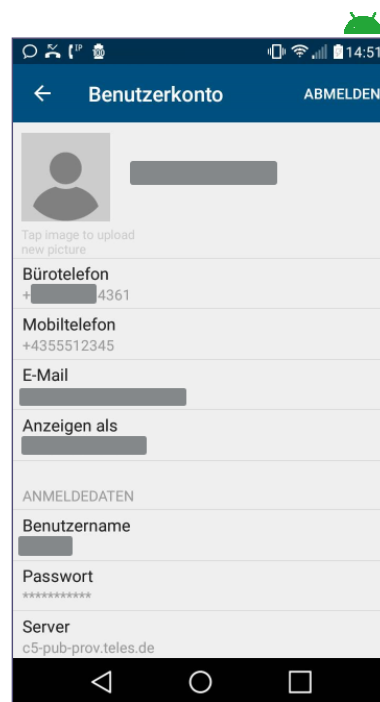 14:51
Benutzerkonto
ABMELDEN
Tap image to upload
new picture
Bürotelefon
+ 4361
Mobiltelefon
+4355512345
E-Mail
Anzeigen als
ANMELDEDATEN
Benutzername
Passwort
***********
Server
c5-pub-prov.teles.de